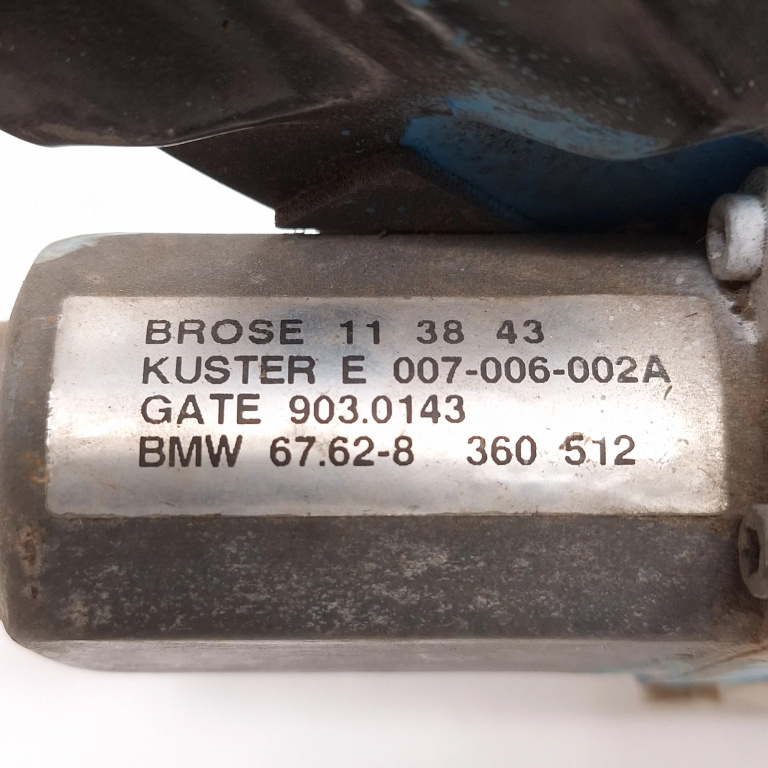 BROSE 11 38 43
KUSTER E 007-006-002A
GATE 903.0143
BMW 67.62-8 360 512